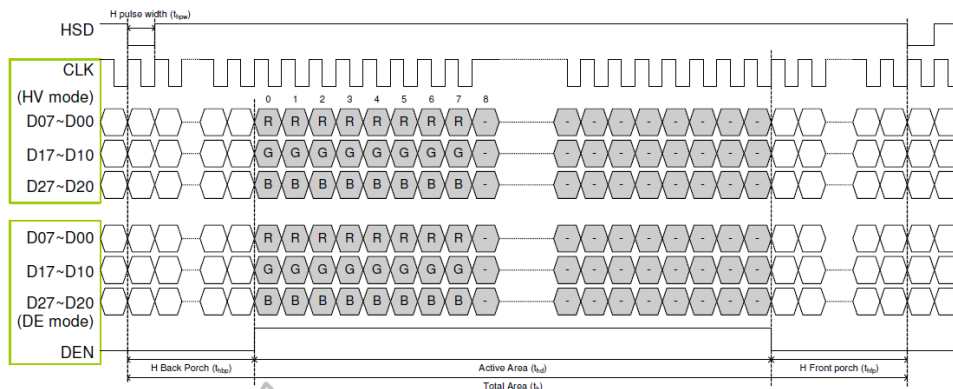 H pulse width (thpw)
HSD
CLK
(HV mode)
0 1 2 3 4 5 6 7 8
D07~D00 R R R R R R R R - - - - - - - - -
D17~D10 G G G G G G G G - - - - - - - - -
D27~D20 B B B B B B B B - - - - - - - - -
D07~D00 R R R R R R R R - - - - - - - - -
D17~D10 G G G G G G G G - - - - - - - - -
D27~D20 B B B B B B B B - - - - - - - - -
(DE mode)
DEN
H Back Porch (thbp) Active Area (thd) H Front porch (thfp)
Total Area (th)